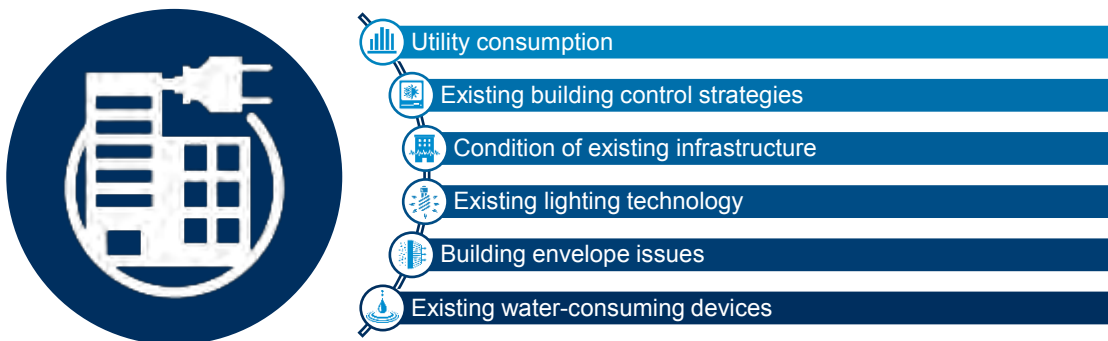 Utility consumption
Existing building control strategies
Condition of existing infrastructure
Existing lighting technology
Building envelope issues
Existing water-consuming devices